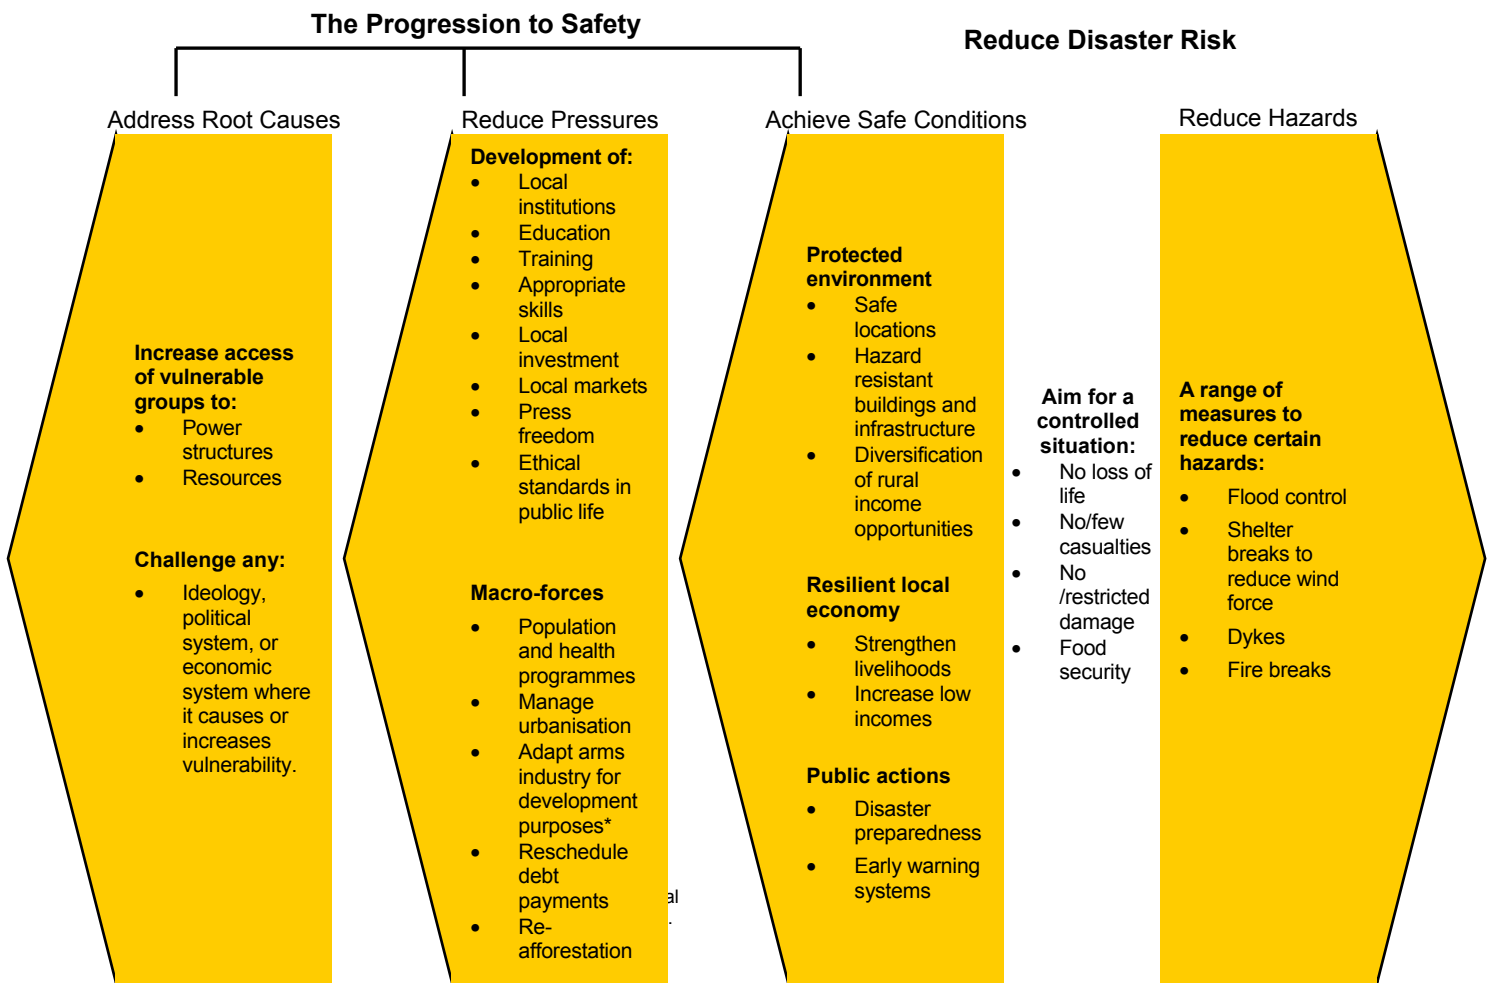 The Progression to Safety
Reduce Disaster Risk
Address Root Causes
Increase access
of vulnerable
groups to:
• Power
structures
• Resources
Challenge any:
• Ideology,
political
system, or
economic
system where
it causes or
increases
vulnerability.
Reduce Pressures
Development of:
• Local
institutions
• Education
• Training
• Appropriate
skills
• Local
investment
• Local markets
• Press
freedom
• Ethical
standards in
public life
Macro-forces
• Population
and health
programmes
• Manage
urbanisation
• Adapt arms
industry for
development
purposes*
• Reschedule
debt
payments
• Re-
afforestation
Achieve Safe Conditions
Protected
environment
• Safe
locations
• Hazard
resistant
buildings and
infrastructure
• Diversification
of rural
income
opportunities
Resilient local
economy
• Strengthen
livelihoods
• Increase low
incomes
Public actions
• Disaster
preparedness
• Early warning
systems
Aim for a
controlled
situation:
• No loss of
life
• No/few
casualties
• No
/restricted
damage
• Food
security
Reduce Hazards
A range of
measures to
reduce certain
hazards:
• Flood control
• Shelter
breaks to
reduce wind
force
• Dykes
• Fire breaks